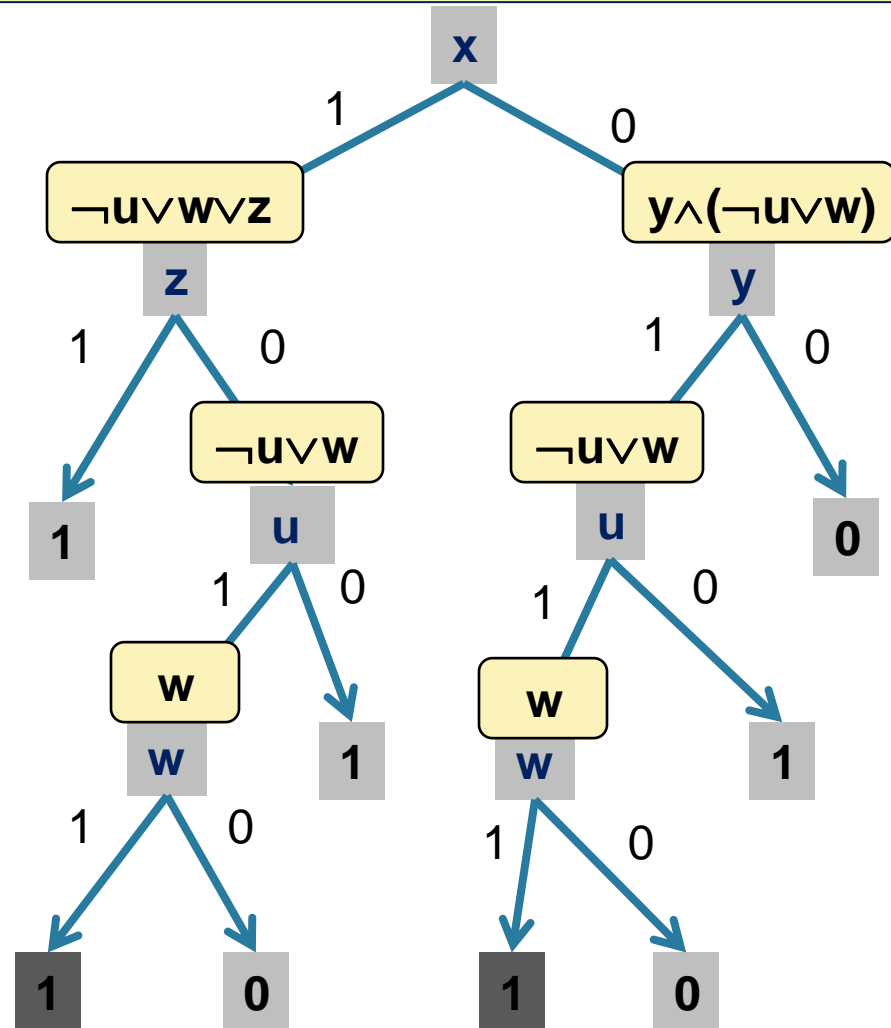 x
1 0
¬u∨w∨z y∧(¬u∨w)
z y
1 0 1 0
¬u∨w ¬u∨w
1 u u 0
1 0 1 0
w w
w 1 w 1
1 0 1 0
1 0 1 0